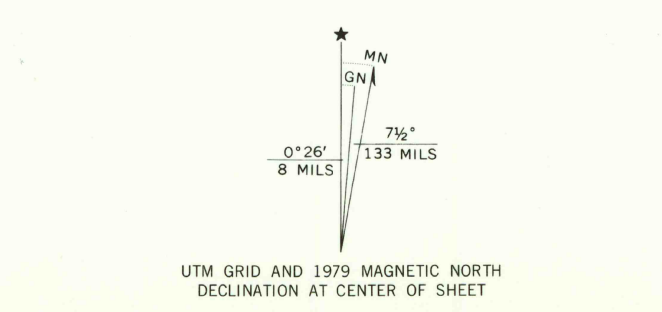 ★
MN
GN
0°26′
8 MILS
7½°
133 MILS
UTM GRID AND 1979 MAGNETIC NORTH
DECLINATION AT CENTER OF SHEET